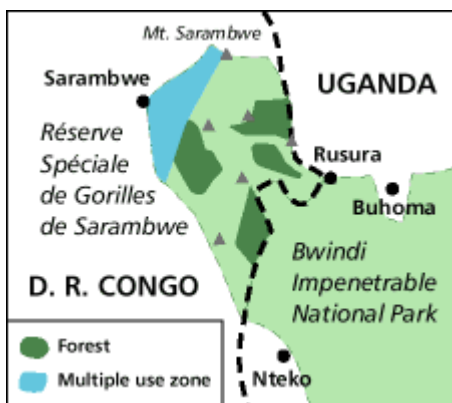 Mt. Sarambwe
Sarambwe
UGANDA
Réserve
Spéciale
de Gorilles
de Sarambwe
Rusura
Buhoma
Bwindi
Impenetrable
National Park
D. R. CONGO
Forest
Multiple use zone
Nteko